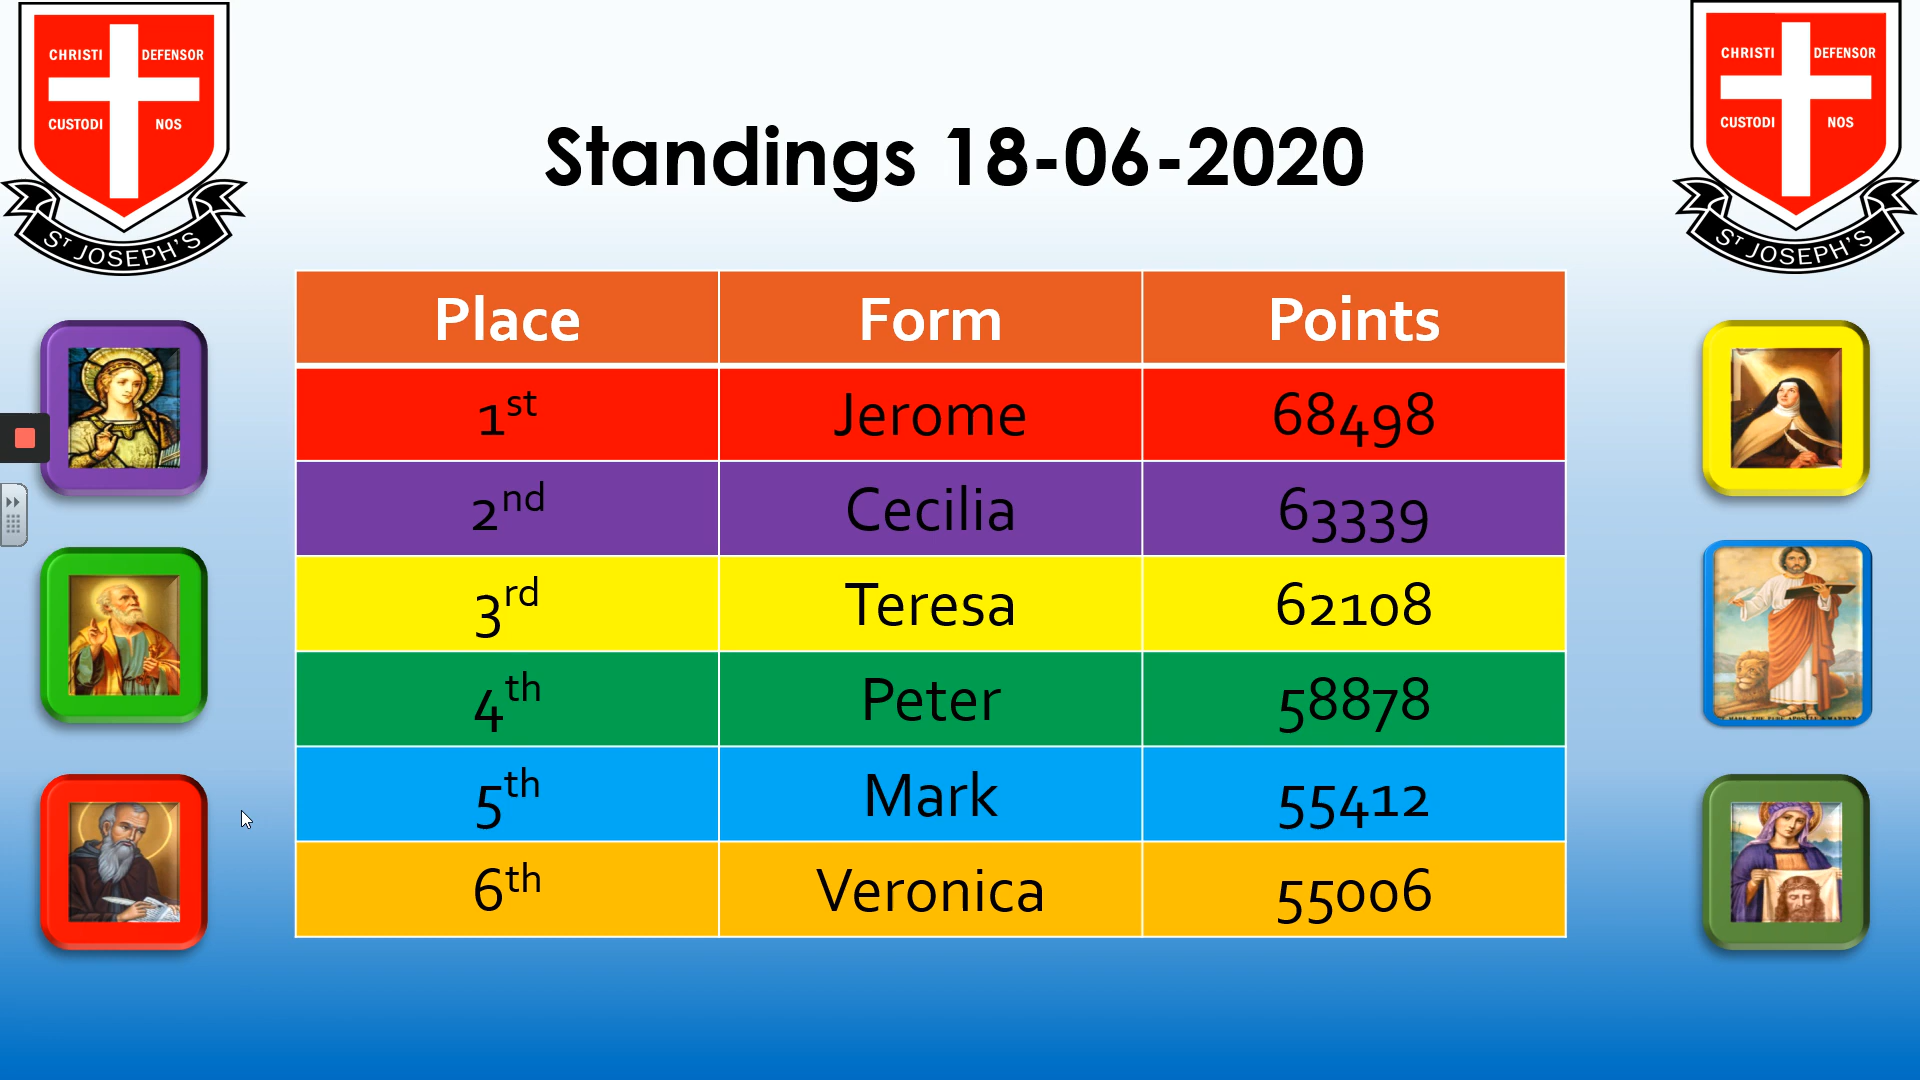 CHRISTI DEFENSOR
CUSTODI NOS
ST JOSEPH'S
CHRISTI DEFENSOR
CUSTODI NOS
ST JOSEPH'S
Standings 18-06-2020
Place Form Points
1st Jerome 68498
2nd Cecilia 63339
3rd Teresa 62108
4th Peter 58878
5th Mark 55412
6th Veronica 55006